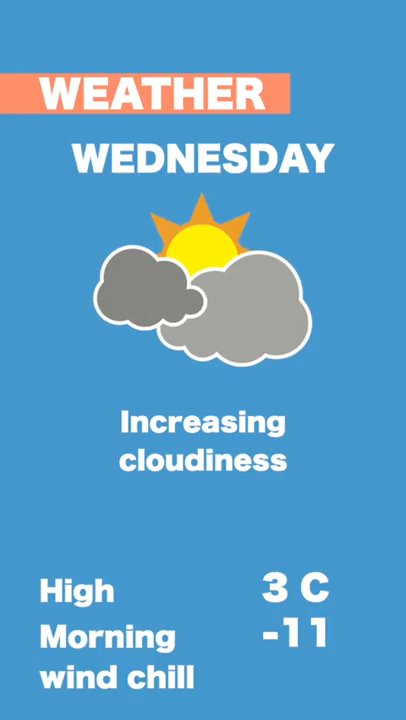 WEATHER
WEDNESDAY
Increasing
cloudiness
High 3 C
Morning -11
wind chill